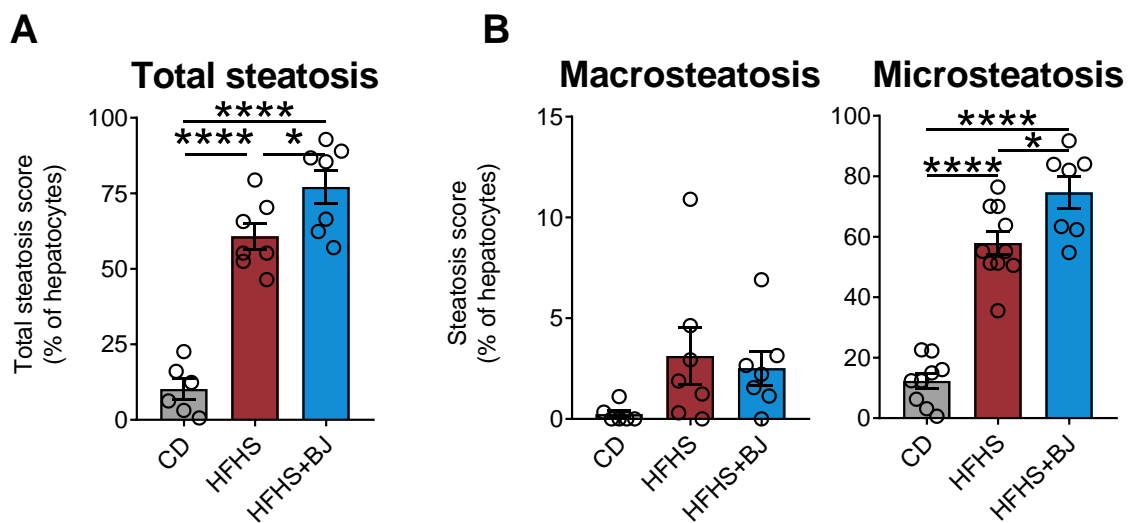 A
Total steatosis
Total steatosis score
(% of hepatocytes)
100
75
50
25
0
****
**** *
CD
HFHS
HFHS+BJ
B
Macrosteatosis
Steatosis score
(% of hepatocytes)
15
10
5
0
CD
HFHS
HFHS+BJ
Microsteatosis
100
80
60
40
20
0
****
*
****
CD
HFHS
HFHS+BJ